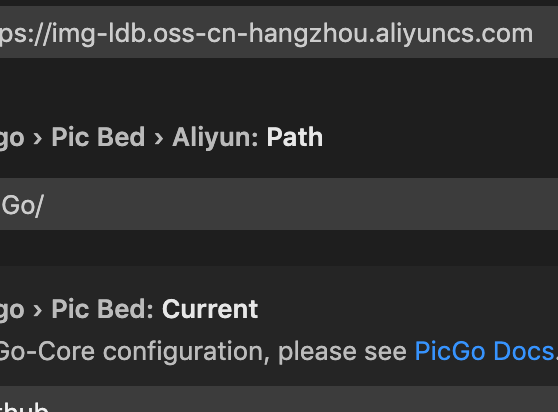 ps://img-ldb.oss-cn-hangzhou.aliyuncs.com
go › Pic Bed › Aliyun: Path
Go/
go › Pic Bed: Current
Go-Core configuration, please see PicGo Docs.
thub